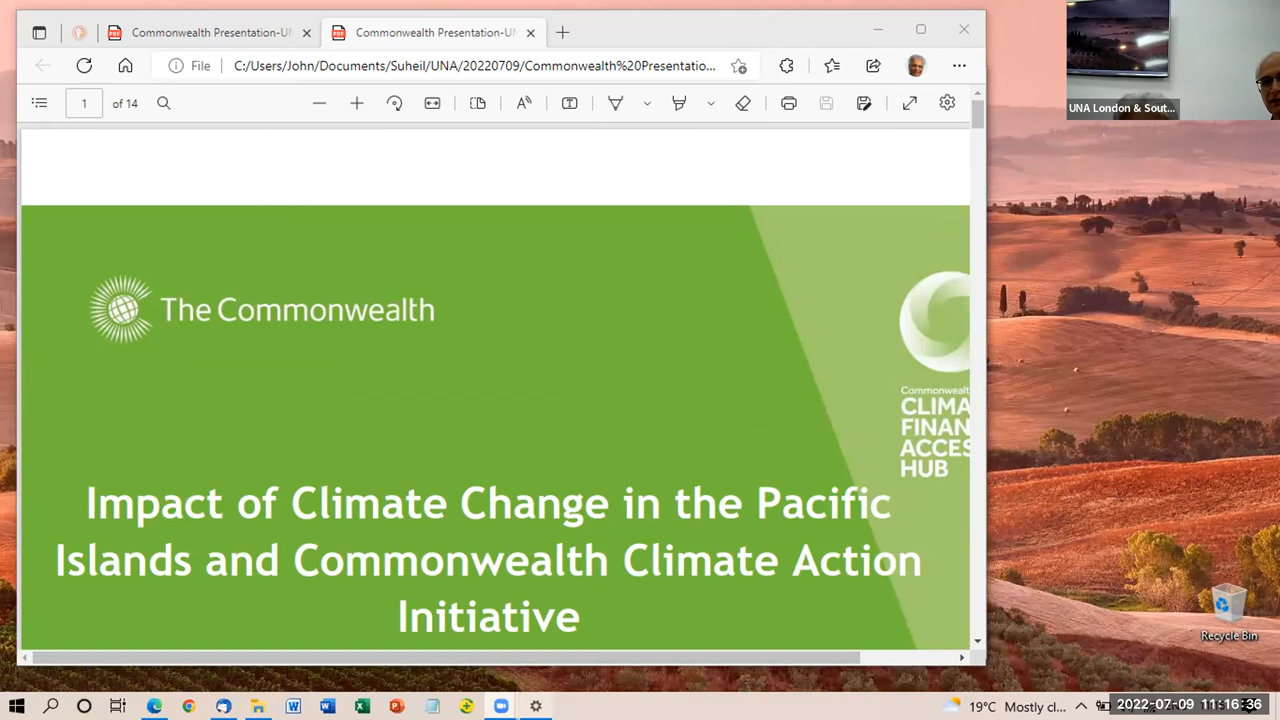 Commonwealth Presentation-UN
Commonwealth Presentation-UN
File
C:/Users/John/Documents/Suheil/UNA/20220709/Commonwealth%20Presentatio...
1
of 14
UNA London & Sout...
The Commonwealth
Commonwealth
CLIMA
FINAN
ACCES
HUB
Impact of Climate Change in the Pacific
Islands and Commonwealth Climate Action
Initiative
Recycle Bin
19°C Mostly cl...
2022-07-09 11:16:36